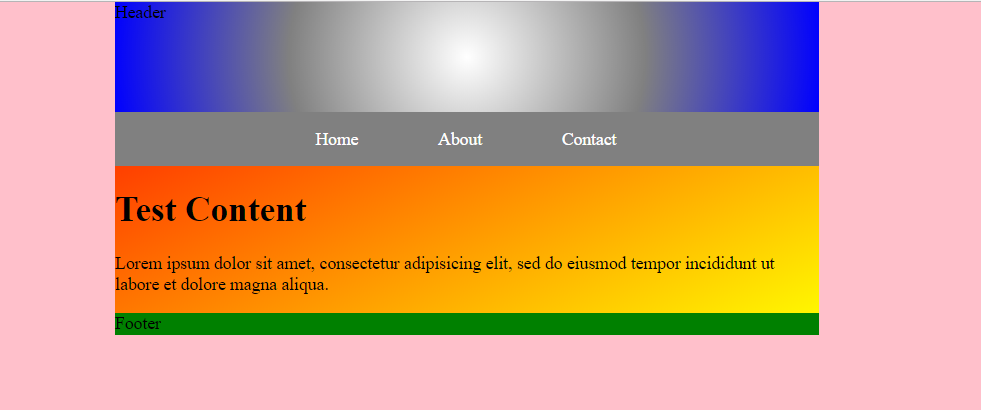 Header
Home About Contact
Test Content
Lorem ipsum dolor sit amet, consectetur adipisicing elit, sed do eiusmod tempor incididunt ut
labore et dolore magna aliqua.
Footer